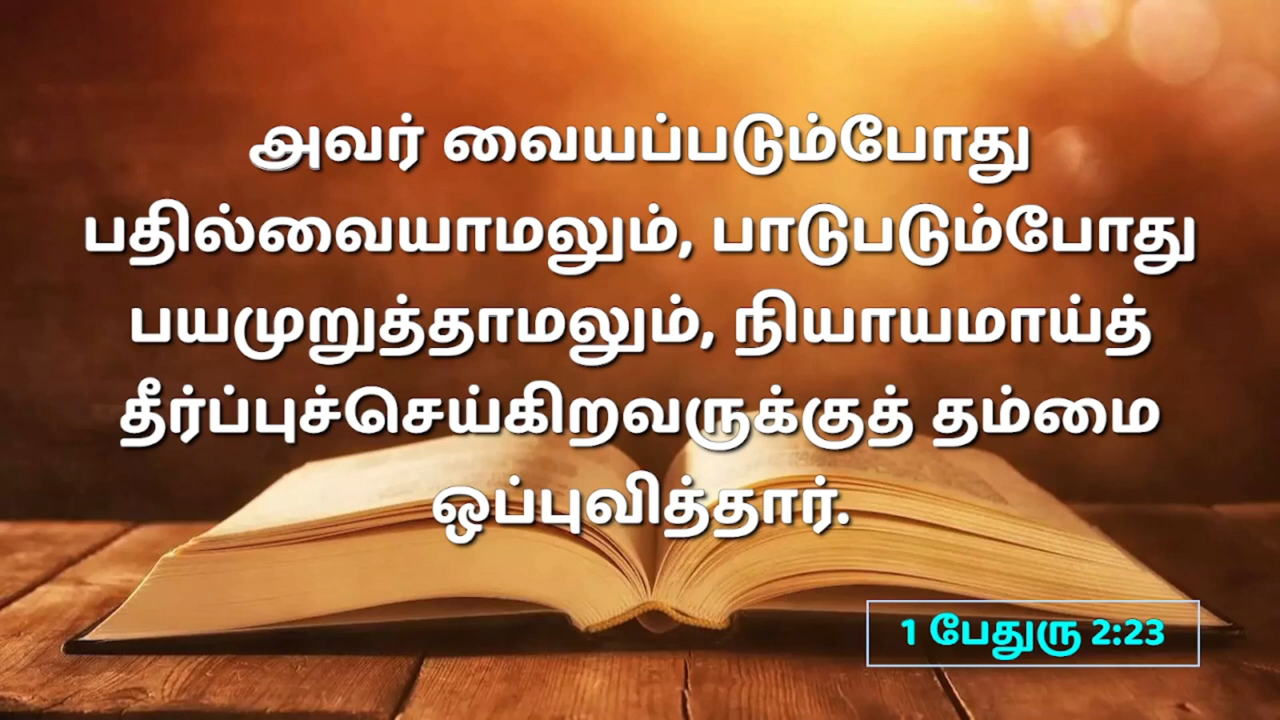 அவர் வையப்படும்போது
பதில்வையாமலும், பாடுபடும்போது
பயமுறுத்தாமலும், நியாயமாய்த்
தீர்ப்புச்செய்கிறவருக்குத் தம்மை
ஒப்புவித்தார்.
1 பேதுரு 2:23